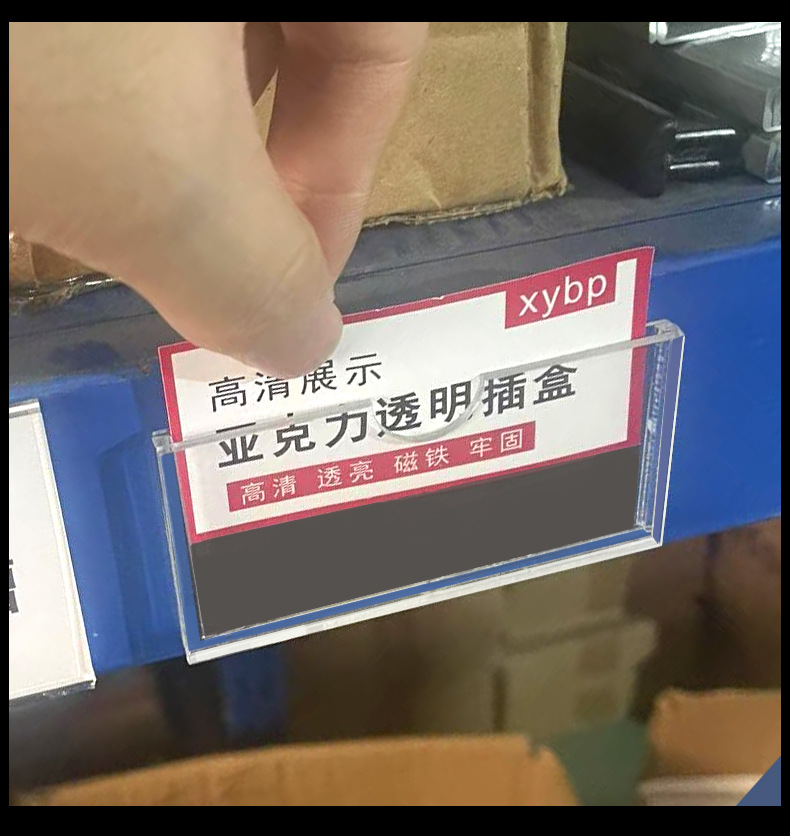 xybp
高清展示
亚克力透明插盒
高清 透亮 磁铁 牢固